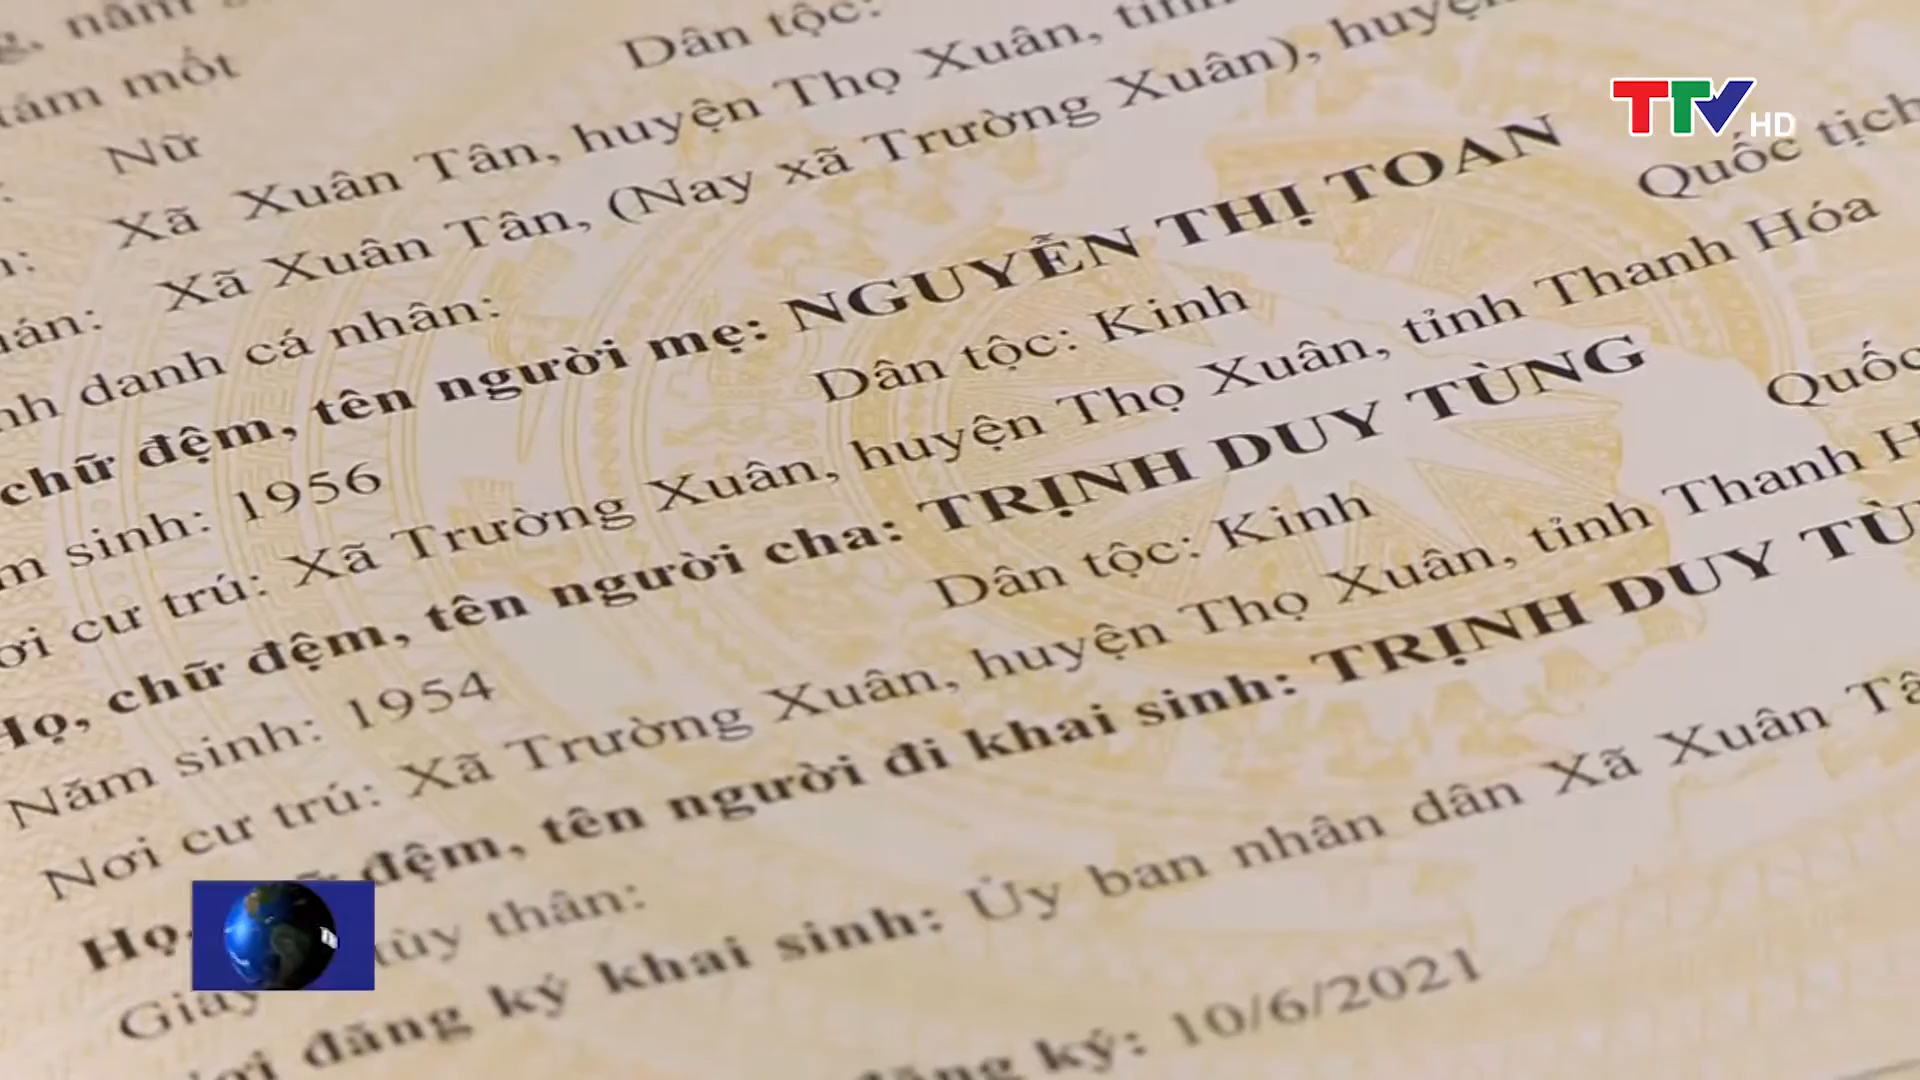 năm
tám mốt
Dân tộc:
Nữ
Xã Xuân Tân, huyện Thọ Xuân, tỉnh
Xã Xuân Tân, (Nay xã Trường Xuân), huyện
danh cá nhân:
chữ đệm, tên người mẹ: NGUYỄN THỊ TOAN
sinh: 1956 Dân tộc: Kinh Quốc tịch
cư trú: Xã Trường Xuân, huyện Thọ Xuân, tỉnh Thanh Hóa
Họ, chữ đệm, tên người cha: TRỊNH DUY TÙNG
Năm sinh: 1954 Dân tộc: Kinh Quốc
Nơi cư trú: Xã Trường Xuân, huyện Thọ Xuân, tỉnh Thanh
Họ, đệm, tên người đi khai sinh: TRỊNH DUY
Giấy tùy thân:
đăng ký khai sinh: Ủy ban nhân dân Xã Xuân
ký: 10/6/2021
TTV HD